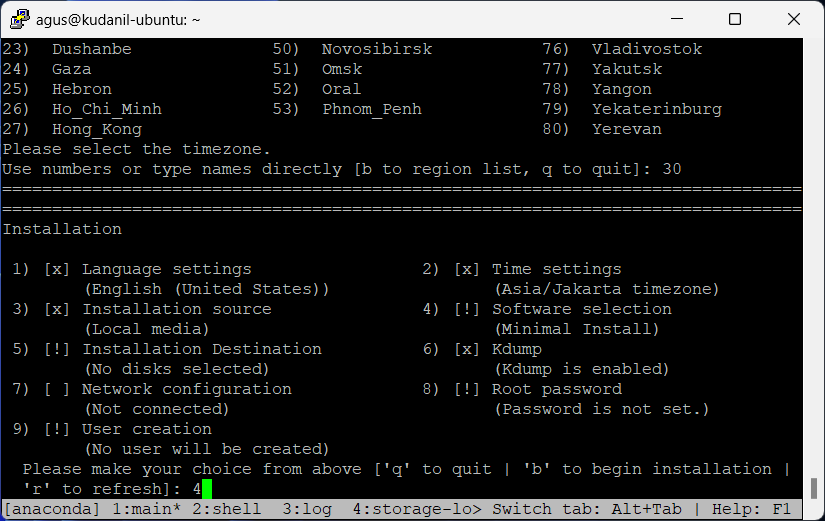 agus@kudanil-ubuntu: ~
23)  Dushanbe              50)  Novosibirsk           76)  Vladivostok
24)  Gaza                  51)  Omsk                  77)  Yakutsk
25)  Hebron                52)  Oral                  78)  Yangon
26)  Ho_Chi_Minh           53)  Phnom_Penh            79)  Yekaterinburg
27)  Hong_Kong                                        80)  Yerevan
Please select the timezone.
Use numbers or type names directly [b to region list, q to quit]: 30
================================================================================
================================================================================
Installation
 1) [x] Language settings                 2) [x] Time settings
        (English (United States))                (Asia/Jakarta timezone)
 3) [x] Installation source               4) [!] Software selection
        (Local media)                            (Minimal Install)
 5) [!] Installation Destination          6) [x] Kdump
        (No disks selected)                      (Kdump is enabled)
 7) [ ] Network configuration             8) [!] Root password
        (Not connected)                          (Password is not set.)
 9) [!] User creation
        (No user will be created)
  Please make your choice from above ['q' to quit | 'b' to begin installation |
  'r' to refresh]: 4
[anaconda] 1:main* 2:shell  3:log  4:storage-lo> Switch tab: Alt+Tab | Help: F1